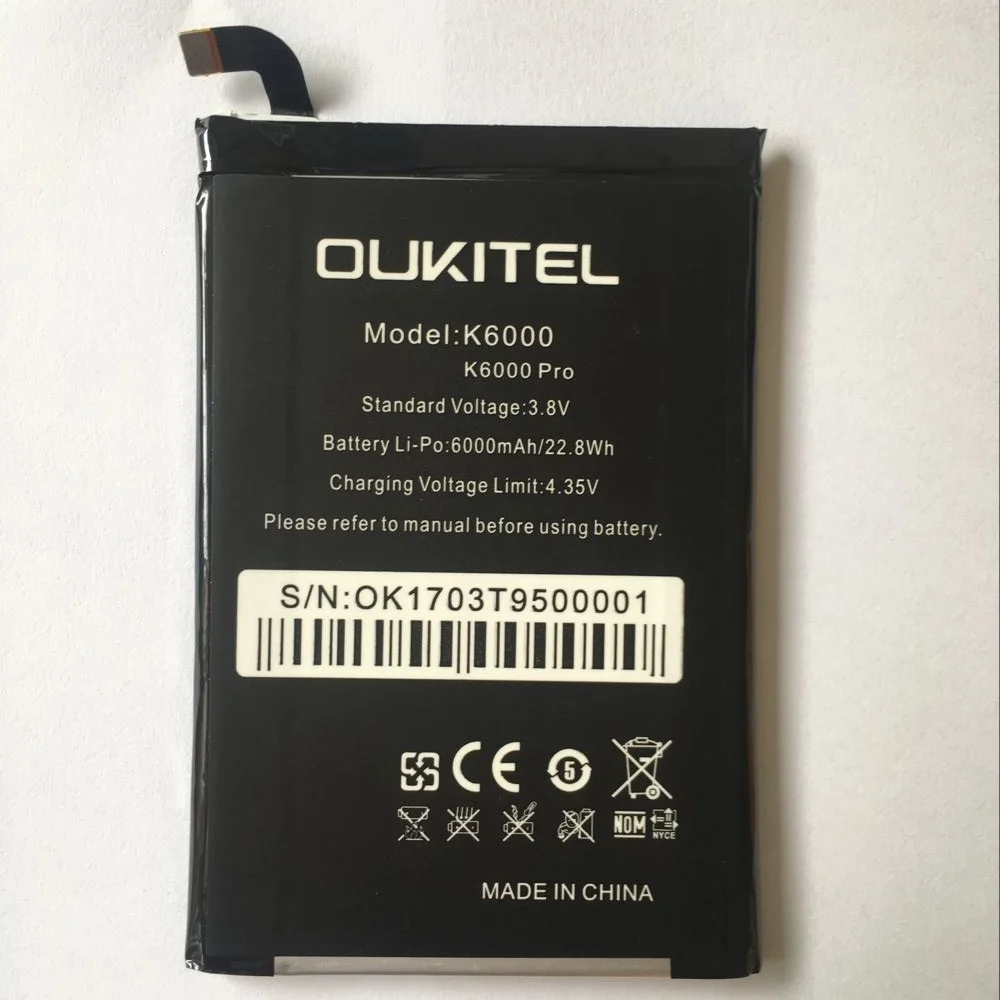 OUKITEL
Model:K6000
K6000 Pro
Standard Voltage:3.8V
Battery Li-Po:6000mAh/22.8Wh
Charging Voltage Limit:4.35V
Please refer to manual before using battery.
S/N:OK1703T9500001
CE 5
NOM NYCE
MADE IN CHINA